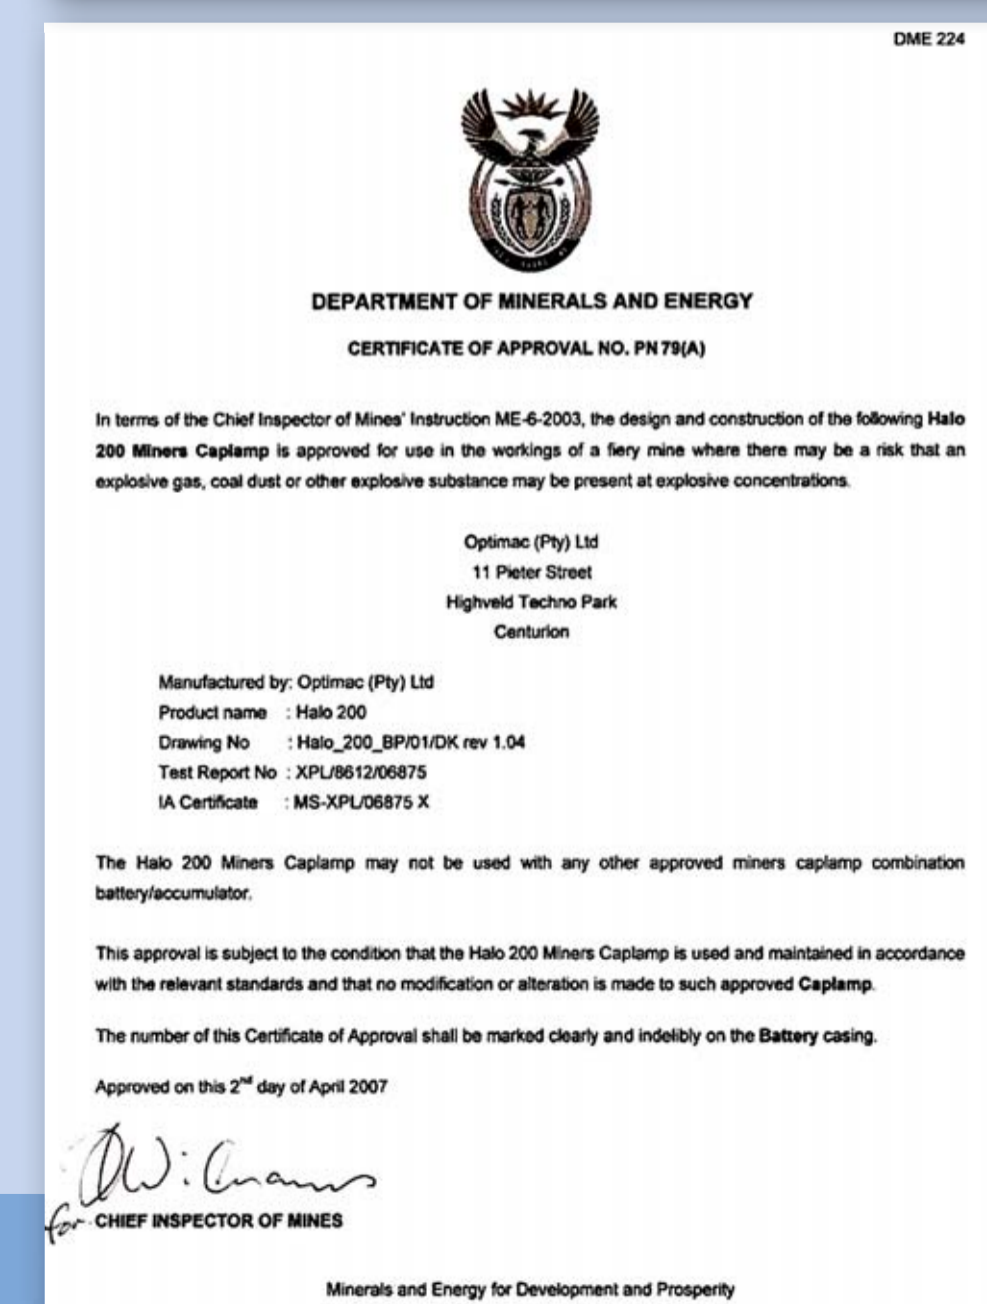 DME 224
DEPARTMENT OF MINERALS AND ENERGY
CERTIFICATE OF APPROVAL NO. PN 79(A)
In terms of the Chief Inspector of Mines' Instruction ME-6-2003, the design and construction of the following Halo
200 Miners Caplamp is approved for use in the workings of a fiery mine where there may be a risk that an
explosive gas, coal dust or other explosive substance may be present at explosive concentrations.
Optimac (Pty) Ltd
11 Pieter Street
Highveld Techno Park
Centurion
Manufactured by: Optimac (Pty) Ltd
Product name : Halo 200
Drawing No : Halo_200_BP/01/DK rev 1.04
Test Report No : XPL/8612/06875
IA Certificate : MS-XPL/06875 X
The Halo 200 Miners Caplamp may not be used with any other approved miners caplamp combination
battery/accumulator.
This approval is subject to the condition that the Halo 200 Miners Caplamp is used and maintained in accordance
with the relevant standards and that no modification or alteration is made to such approved Caplamp.
The number of this Certificate of Approval shall be marked clearly and indelibly on the Battery casing.
Approved on this 2nd day of April 2007
for CHIEF INSPECTOR OF MINES
Minerals and Energy for Development and Prosperity